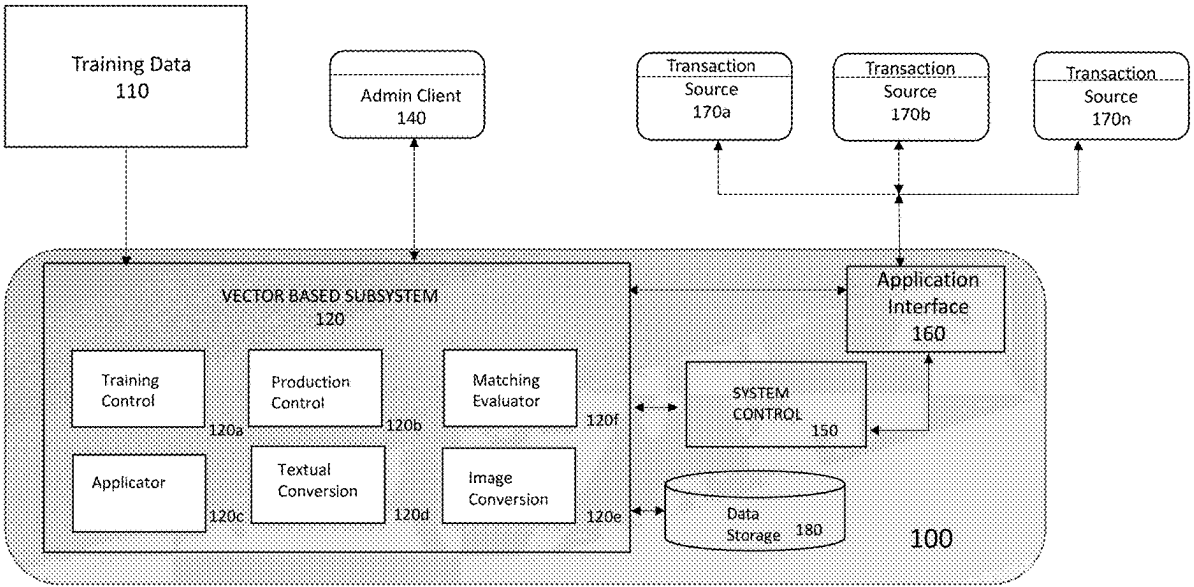 Training Data
110
Admin Client
140
Transaction
Source
170a
Transaction
Source
170b
Transaction
Source
170n
VECTOR BASED SUBSYSTEM
120
Training
Control
120a
Production
Control
120b
Matching
Evaluator
120f
Applicator
120c
Textual
Conversion
120d
Image
Conversion
120e
Application
Interface
160
SYSTEM
CONTROL
150
Data
Storage
180
100